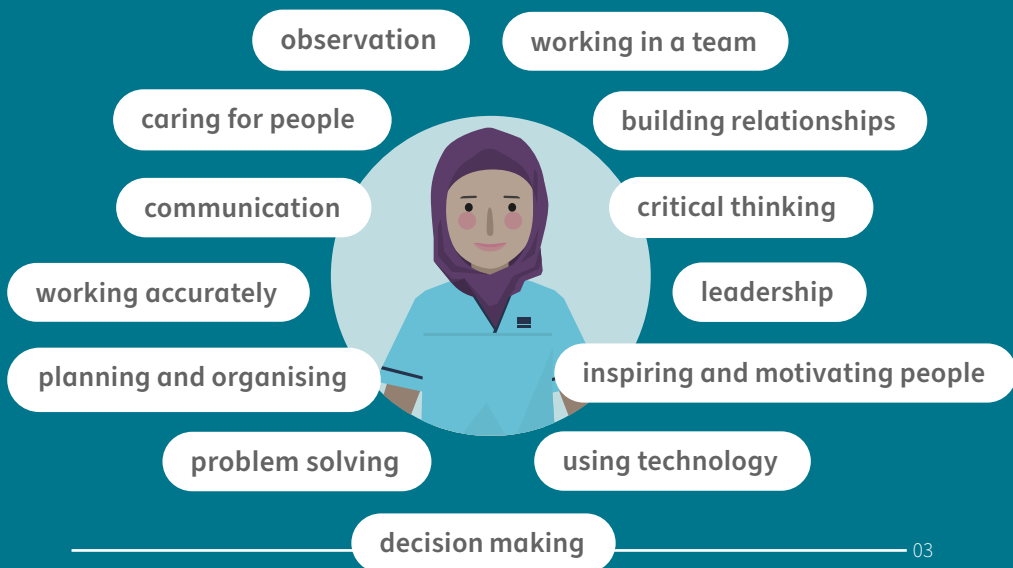 observation
working in a team
caring for people
building relationships
communication
critical thinking
working accurately
leadership
planning and organising
inspiring and motivating people
problem solving
using technology
decision making
03